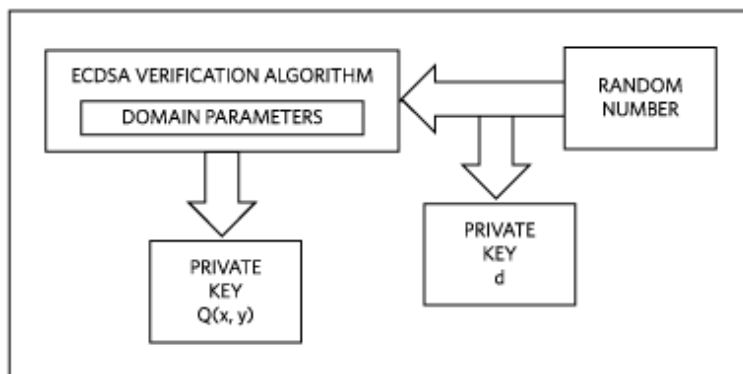 ECDSA VERIFICATION ALGORITHM
DOMAIN PARAMETERS
RANDOM
NUMBER
PRIVATE
KEY
Q(x, y)
PRIVATE
KEY
d